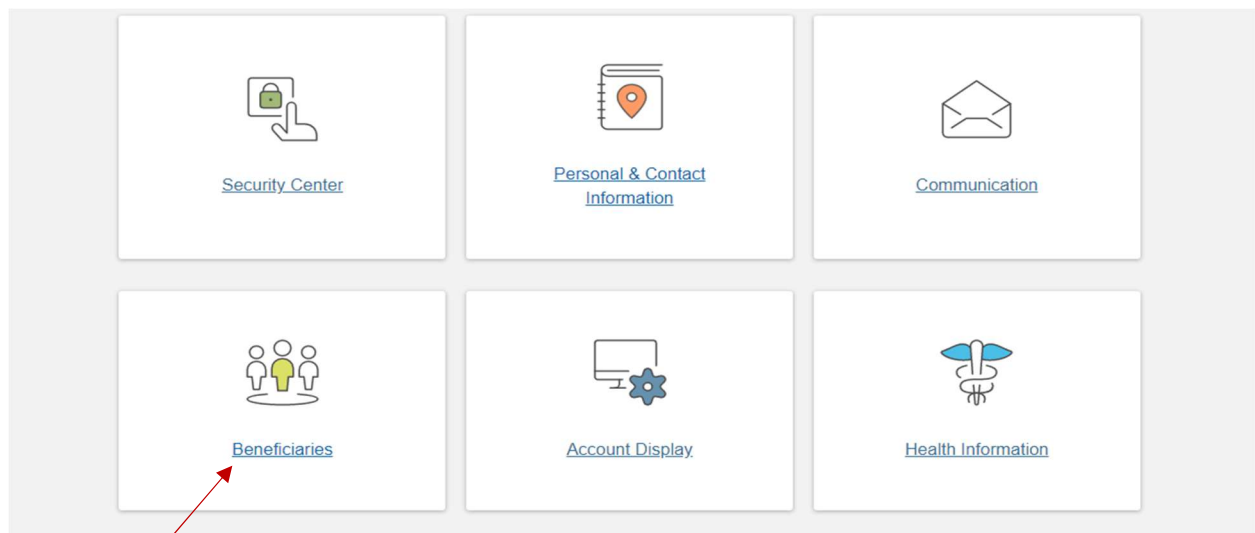 Security Center
Personal & Contact
Information
Communication
Beneficiaries
Account Display
Health Information